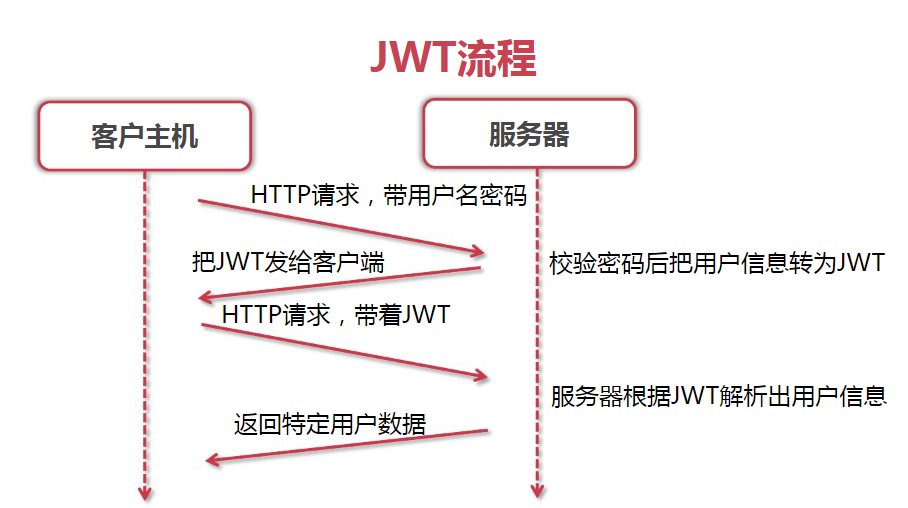 JWT流程
客户主机
服务器
HTTP请求，带用户名密码
把JWT发给客户端
校验密码后把用户信息转为JWT
HTTP请求，带着JWT
服务器根据JWT解析出用户信息
返回特定用户数据